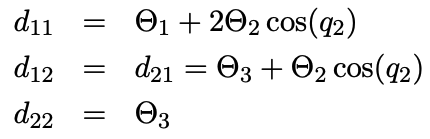 d₁₁ = Θ₁ + 2Θ₂ cos(q₂)
d₁₂ = d₂₁ = Θ₃ + Θ₂ cos(q₂)
d₂₂ = Θ₃